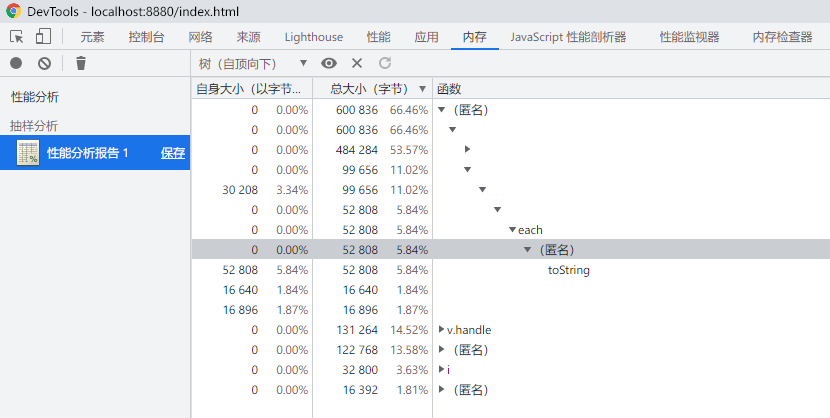 DevTools - localhost:8880/index.html
元素 控制台 网络 来源 Lighthouse 性能 应用 内存 JavaScript 性能剖析器 性能监视器 内存检查器
树（自顶向下）
性能分析
抽样分析
性能分析报告 1 保存
自身大小（以字节... 总大小（字节） 函数
0 0.00% 600 836 66.46% （匿名）
0 0.00% 600 836 66.46%
0 0.00% 484 284 53.57%
0 0.00% 99 656 11.02%
30 208 3.34% 99 656 11.02%
0 0.00% 52 808 5.84%
0 0.00% 52 808 5.84% each
0 0.00% 52 808 5.84% （匿名）
52 808 5.84% 52 808 5.84% toString
16 640 1.84% 16 640 1.84%
16 896 1.87% 16 896 1.87%
0 0.00% 131 264 14.52% v.handle
0 0.00% 122 768 13.58% （匿名）
0 0.00% 32 800 3.63% i
0 0.00% 16 392 1.81% （匿名）